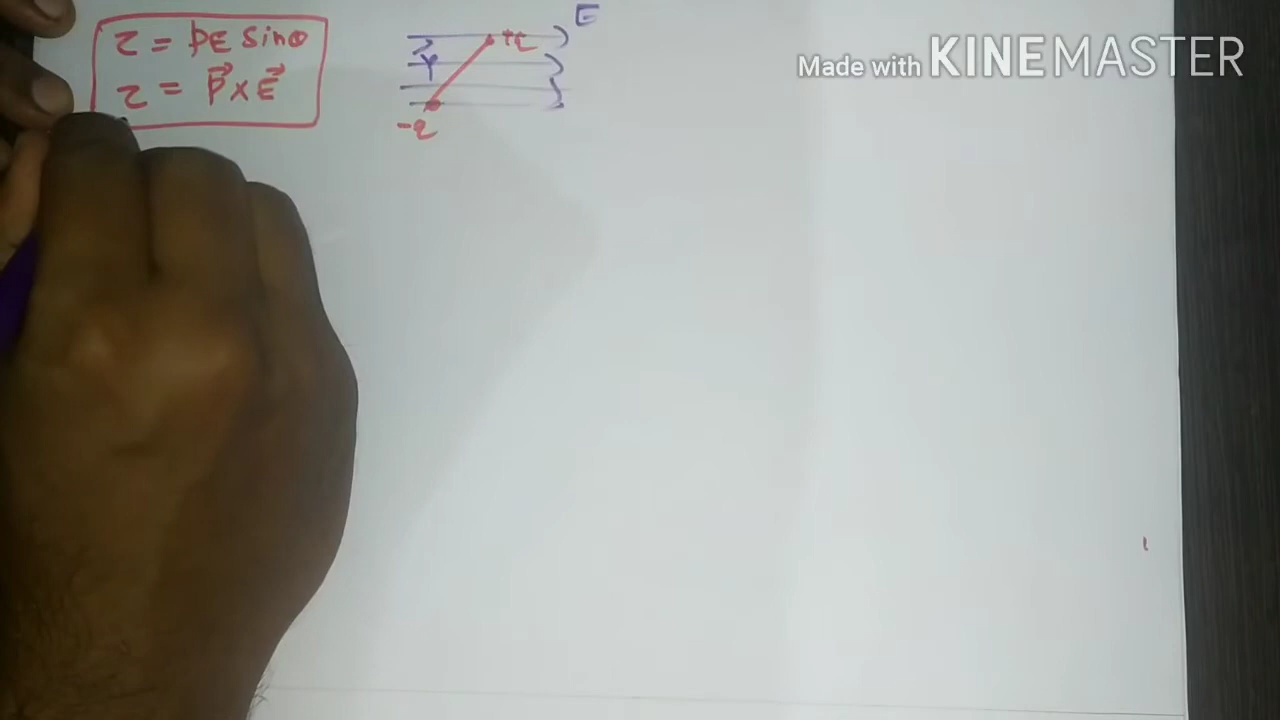 τ = pE sinθ
τ = p⃗ × E⃗
E
+q
-q
Made with KINEMASTER